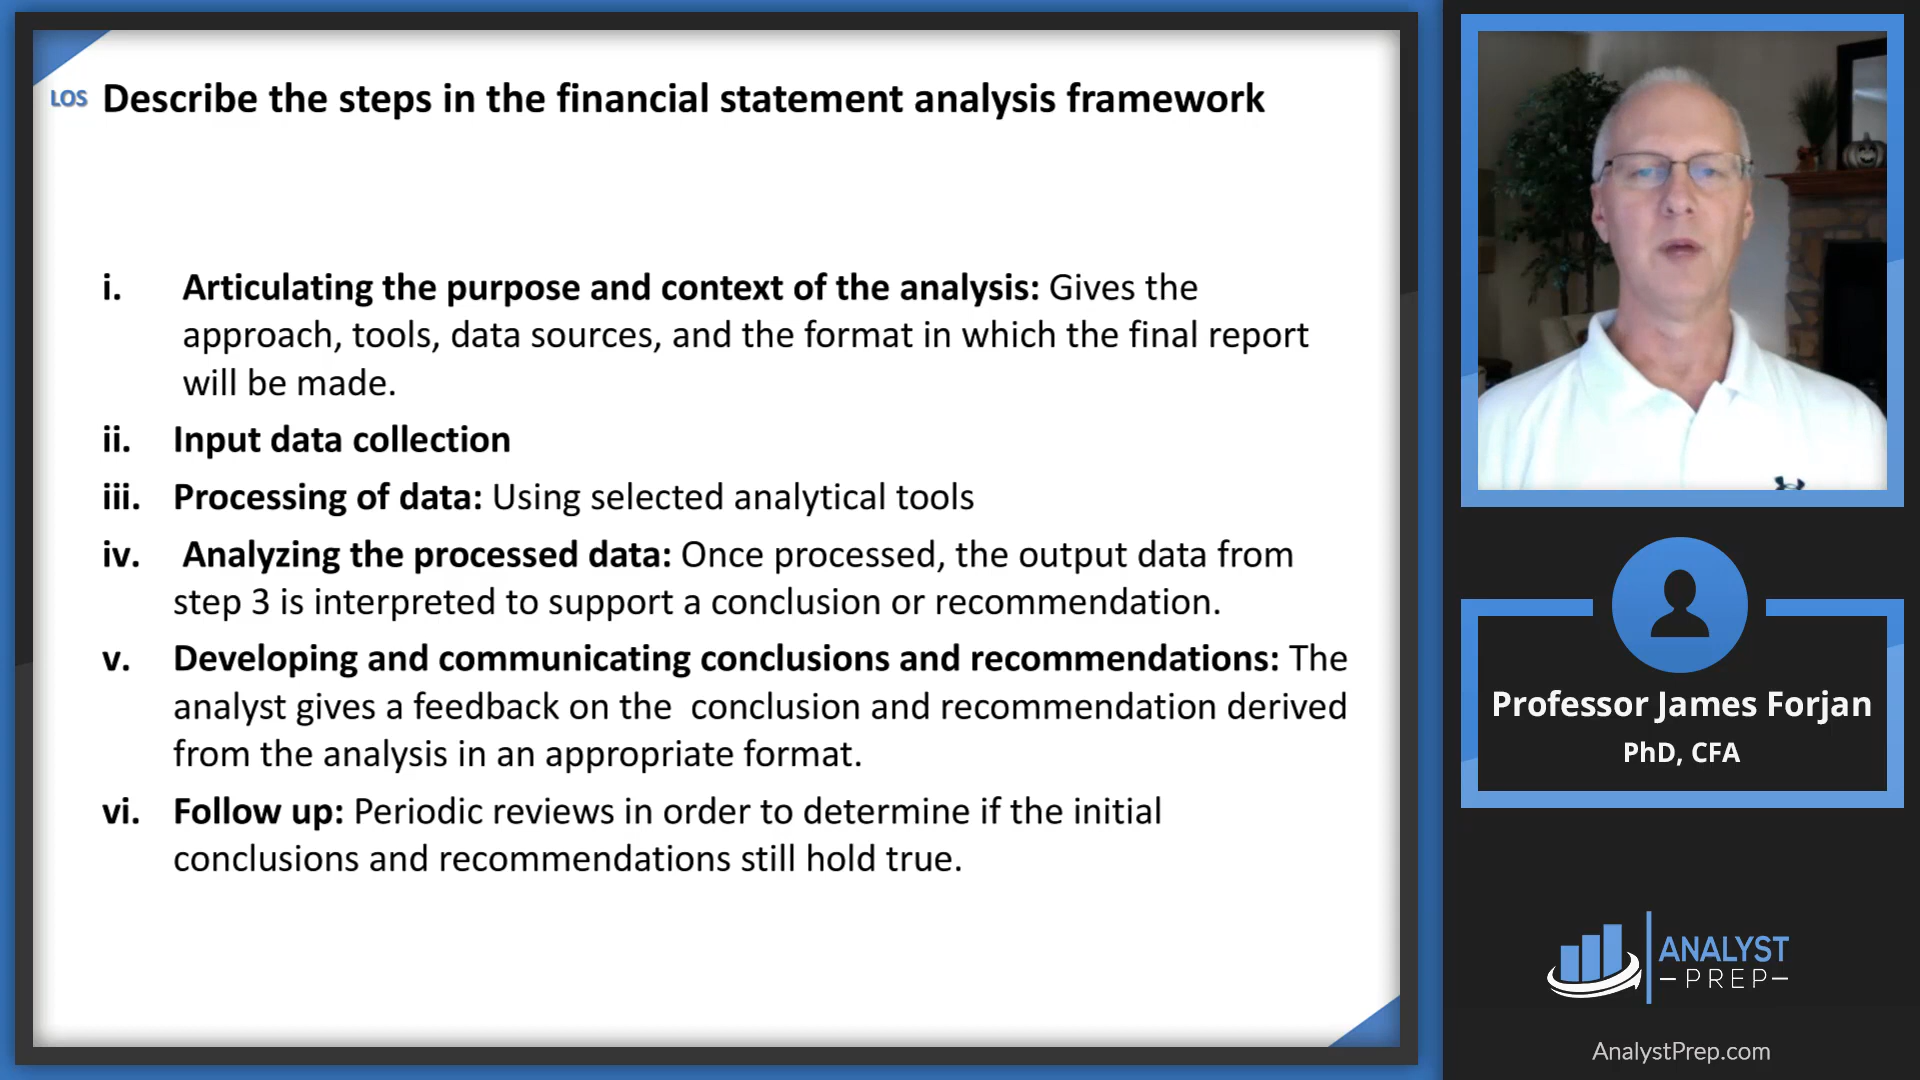 LOS Describe the steps in the financial statement analysis framework
i. Articulating the purpose and context of the analysis: Gives the
approach, tools, data sources, and the format in which the final report
will be made.
ii. Input data collection
iii. Processing of data: Using selected analytical tools
iv. Analyzing the processed data: Once processed, the output data from
step 3 is interpreted to support a conclusion or recommendation.
v. Developing and communicating conclusions and recommendations: The
analyst gives a feedback on the  conclusion and recommendation derived
from the analysis in an appropriate format.
vi. Follow up: Periodic reviews in order to determine if the initial
conclusions and recommendations still hold true.
Professor James Forjan
PhD, CFA
ANALYST
PREP
AnalystPrep.com